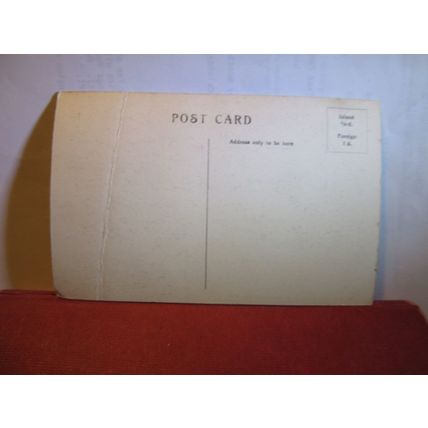 POST CARD
Address only to be here
Inland
½d.
Foreign
1d.